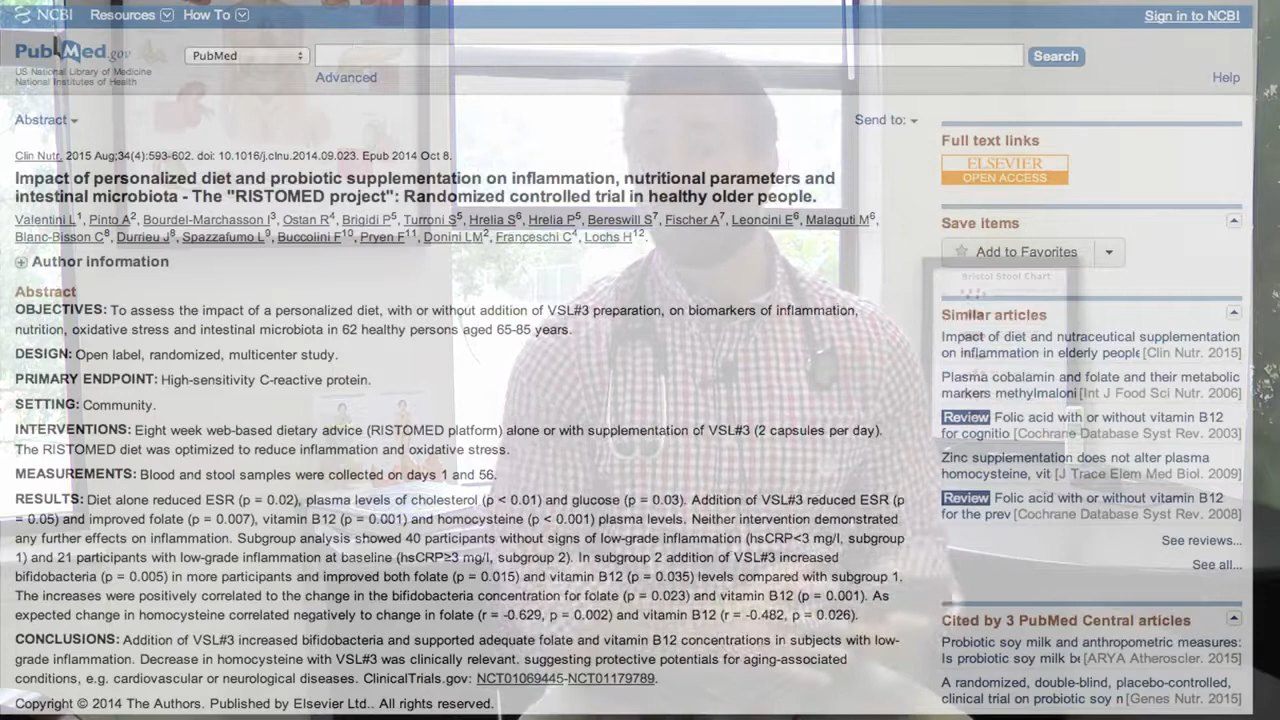 NCBI Resources How To Sign in to NCBI
PubMed.gov
US National Library of Medicine
National Institutes of Health
PubMed
Search
Advanced
Help
Abstract
Send to:
Clin Nutr. 2015 Aug;34(4):593-602. doi: 10.1016/j.clnu.2014.09.023. Epub 2014 Oct 8.
Impact of personalized diet and probiotic supplementation on inflammation, nutritional parameters and
intestinal microbiota - The "RISTOMED project": Randomized controlled trial in healthy older people.
Valentini L1, Pinto A2, Bourdel-Marchasson I3, Ostan R4, Brigidi P5, Turroni S5, Hrelia S6, Hrelia P5, Bereswill S7, Fischer A7, Leoncini E6, Malaguti M6,
Blanc-Bisson C8, Durrieu J8, Spazzafumo L9, Buccolini F10, Pryen F11, Donini LM2, Franceschi C4, Lochs H12.
Author information
Abstract
OBJECTIVES: To assess the impact of a personalized diet, with or without addition of VSL#3 preparation, on biomarkers of inflammation,
nutrition, oxidative stress and intestinal microbiota in 62 healthy persons aged 65-85 years.
DESIGN: Open label, randomized, multicenter study.
PRIMARY ENDPOINT: High-sensitivity C-reactive protein.
SETTING: Community.
INTERVENTIONS: Eight week web-based dietary advice (RISTOMED platform) alone or with supplementation of VSL#3 (2 capsules per day).
The RISTOMED diet was optimized to reduce inflammation and oxidative stress.
MEASUREMENTS: Blood and stool samples were collected on days 1 and 56.
RESULTS: Diet alone reduced ESR (p = 0.02), plasma levels of cholesterol (p < 0.01) and glucose (p = 0.03). Addition of VSL#3 reduced ESR (p
= 0.05) and improved folate (p = 0.007), vitamin B12 (p = 0.001) and homocysteine (p < 0.001) plasma levels. Neither intervention demonstrated
any further effects on inflammation. Subgroup analysis showed 40 participants without signs of low-grade inflammation (hsCRP<3 mg/l, subgroup
1) and 21 participants with low-grade inflammation at baseline (hsCRP≥3 mg/l, subgroup 2). In subgroup 2 addition of VSL#3 increased
bifidobacteria (p = 0.005) in more participants and improved both folate (p = 0.015) and vitamin B12 (p = 0.035) levels compared with subgroup 1.
The increases were positively correlated to the change in the bifidobacteria concentration for folate (p = 0.023) and vitamin B12 (p = 0.001). As
expected change in homocysteine correlated negatively to change in folate (r = -0.629, p = 0.002) and vitamin B12 (r = -0.482, p = 0.026).
CONCLUSIONS: Addition of VSL#3 increased bifidobacteria and supported adequate folate and vitamin B12 concentrations in subjects with low-
grade inflammation. Decrease in homocysteine with VSL#3 was clinically relevant. suggesting protective potentials for aging-associated
conditions, e.g. cardiovascular or neurological diseases. ClinicalTrials.gov: NCT01069445-NCT01179789.
Copyright © 2014 The Authors. Published by Elsevier Ltd.. All rights reserved.
Full text links
ELSEVIER
OPEN ACCESS
Save items
Add to Favorites
Bristol Stool Chart
Similar articles
Impact of diet and nutraceutical supplementation
on inflammation in elderly people [Clin Nutr. 2015]
Plasma cobalamin and folate and their metabolic
markers methylmaloni [Int J Food Sci Nutr. 2006]
Review Folic acid with or without vitamin B12
for cognitio [Cochrane Database Syst Rev. 2003]
Zinc supplementation does not alter plasma
homocysteine, vit [J Trace Elem Med Biol. 2009]
Review Folic acid with or without vitamin B12
for the prev [Cochrane Database Syst Rev. 2008]
See reviews...
See all...
Cited by 3 PubMed Central articles
Probiotic soy milk and anthropometric measures:
Is probiotic soy milk be [ARYA Atheroscler. 2015]
A randomized, double-blind, placebo-controlled,
clinical trial on probiotic soy n [Genes Nutr. 2015]